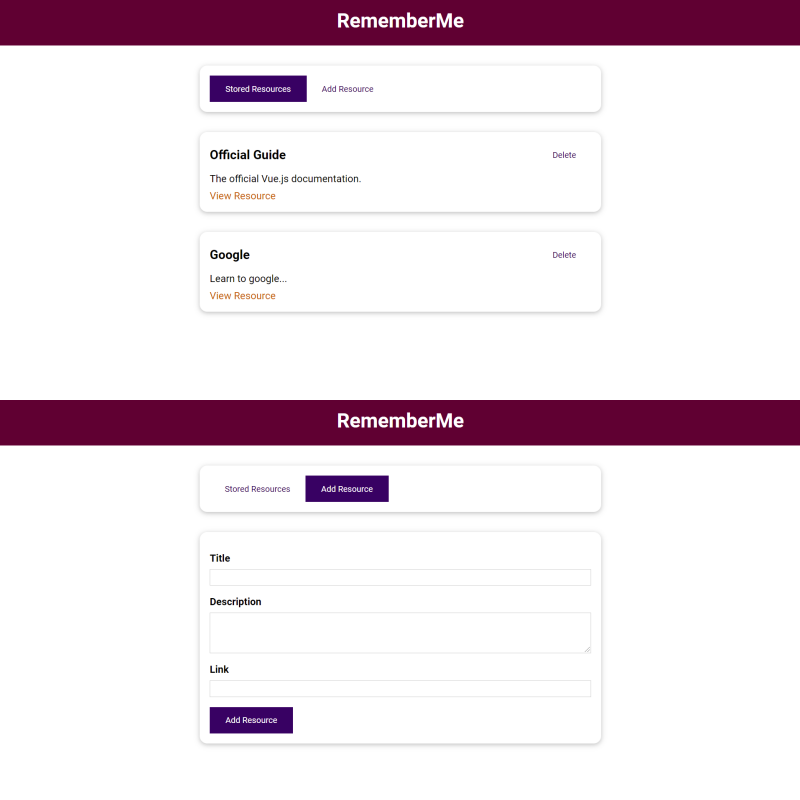 RememberMe
Stored Resources Add Resource
Official Guide Delete
The official Vue.js documentation.
View Resource
Google Delete
Learn to google...
View Resource
RememberMe
Stored Resources Add Resource
Title
Description
Link
Add Resource